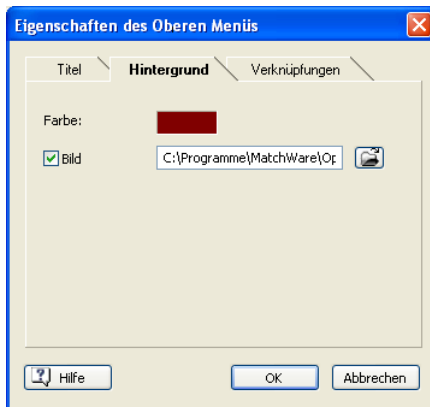 Eigenschaften des Oberen Menüs
Titel Hintergrund Verknüpfungen
Farbe:
Bild C:\Programme\MatchWare\Op
Hilfe OK Abbrechen